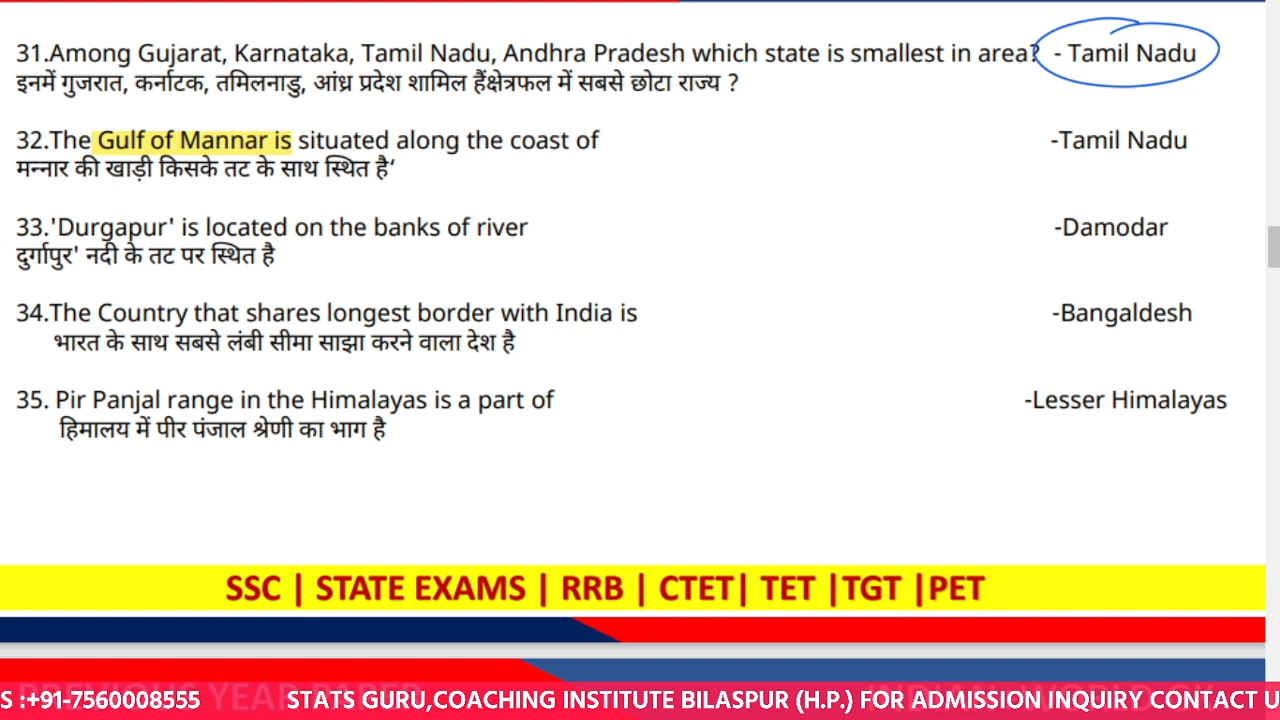 31.Among Gujarat, Karnataka, Tamil Nadu, Andhra Pradesh which state is smallest in area? - Tamil Nadu
इनमें गुजरात, कर्नाटक, तमिलनाडु, आंध्र प्रदेश शामिल हैंक्षेत्रफल में सबसे छोटा राज्य ?
32.The Gulf of Mannar is situated along the coast of -Tamil Nadu
मन्नार की खाड़ी किसके तट के साथ स्थित है‘
33.'Durgapur' is located on the banks of river -Damodar
दुर्गापुर' नदी के तट पर स्थित है
34.The Country that shares longest border with India is -Bangaldesh
भारत के साथ सबसे लंबी सीमा साझा करने वाला देश है
35. Pir Panjal range in the Himalayas is a part of -Lesser Himalayas
हिमालय में पीर पंजाल श्रेणी का भाग है
SSC | STATE EXAMS | RRB | CTET| TET |TGT |PET
S :+91-7560008555 STATS GURU,COACHING INSTITUTE BILASPUR (H.P.) FOR ADMISSION INQUIRY CONTACT U